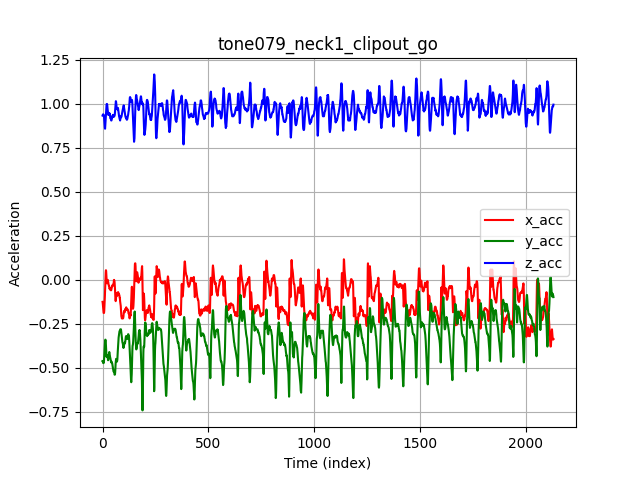 tone079_neck1_clipout_go
1.25
1.00
0.75
0.50
0.25
0.00
−0.25
−0.50
−0.75
Acceleration
x_acc
y_acc
z_acc
0 500 1000 1500 2000
Time (index)